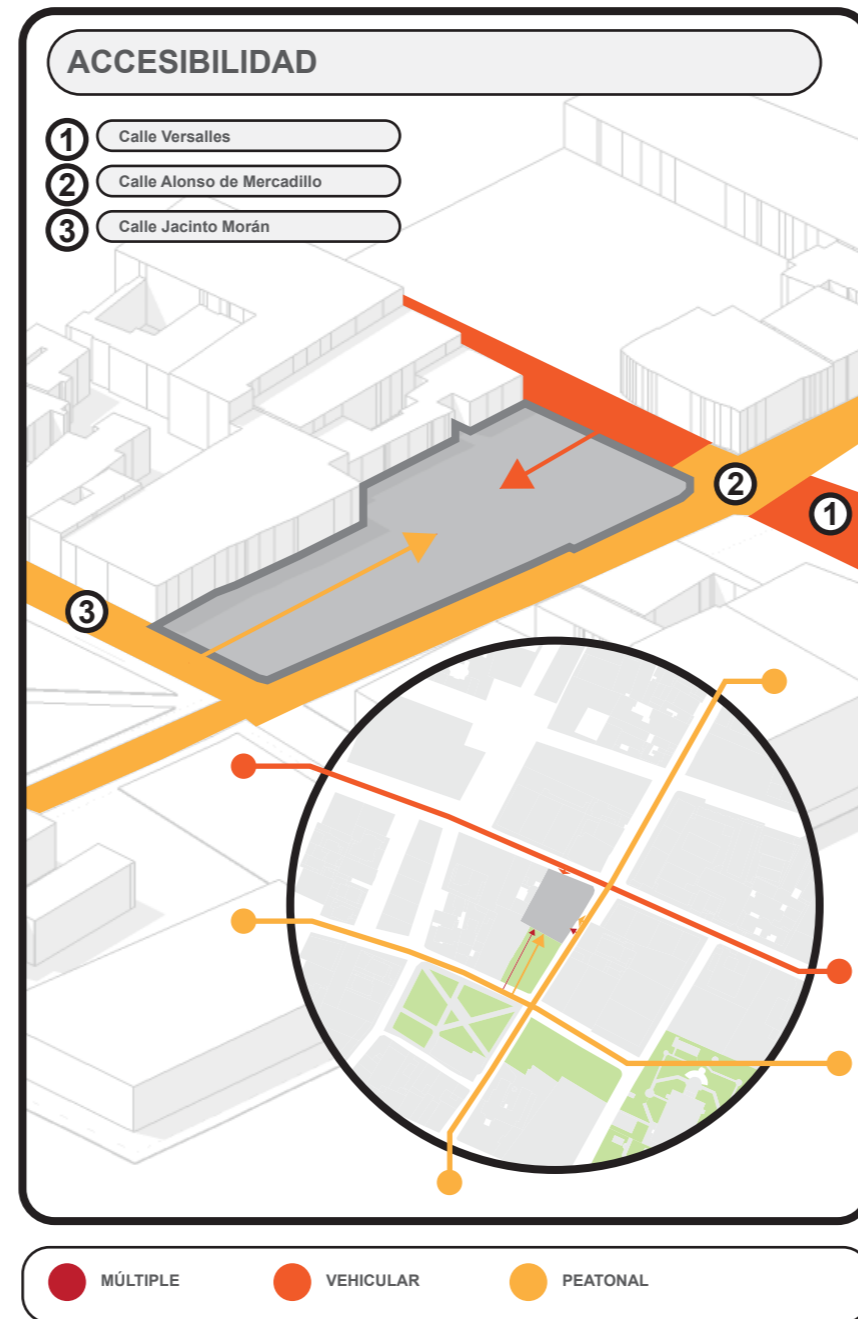 ACCESIBILIDAD
1 Calle Versalles
2 Calle Alonso de Mercadillo
3 Calle Jacinto Morán
2
1
3
MÚLTIPLE VEHICULAR PEATONAL